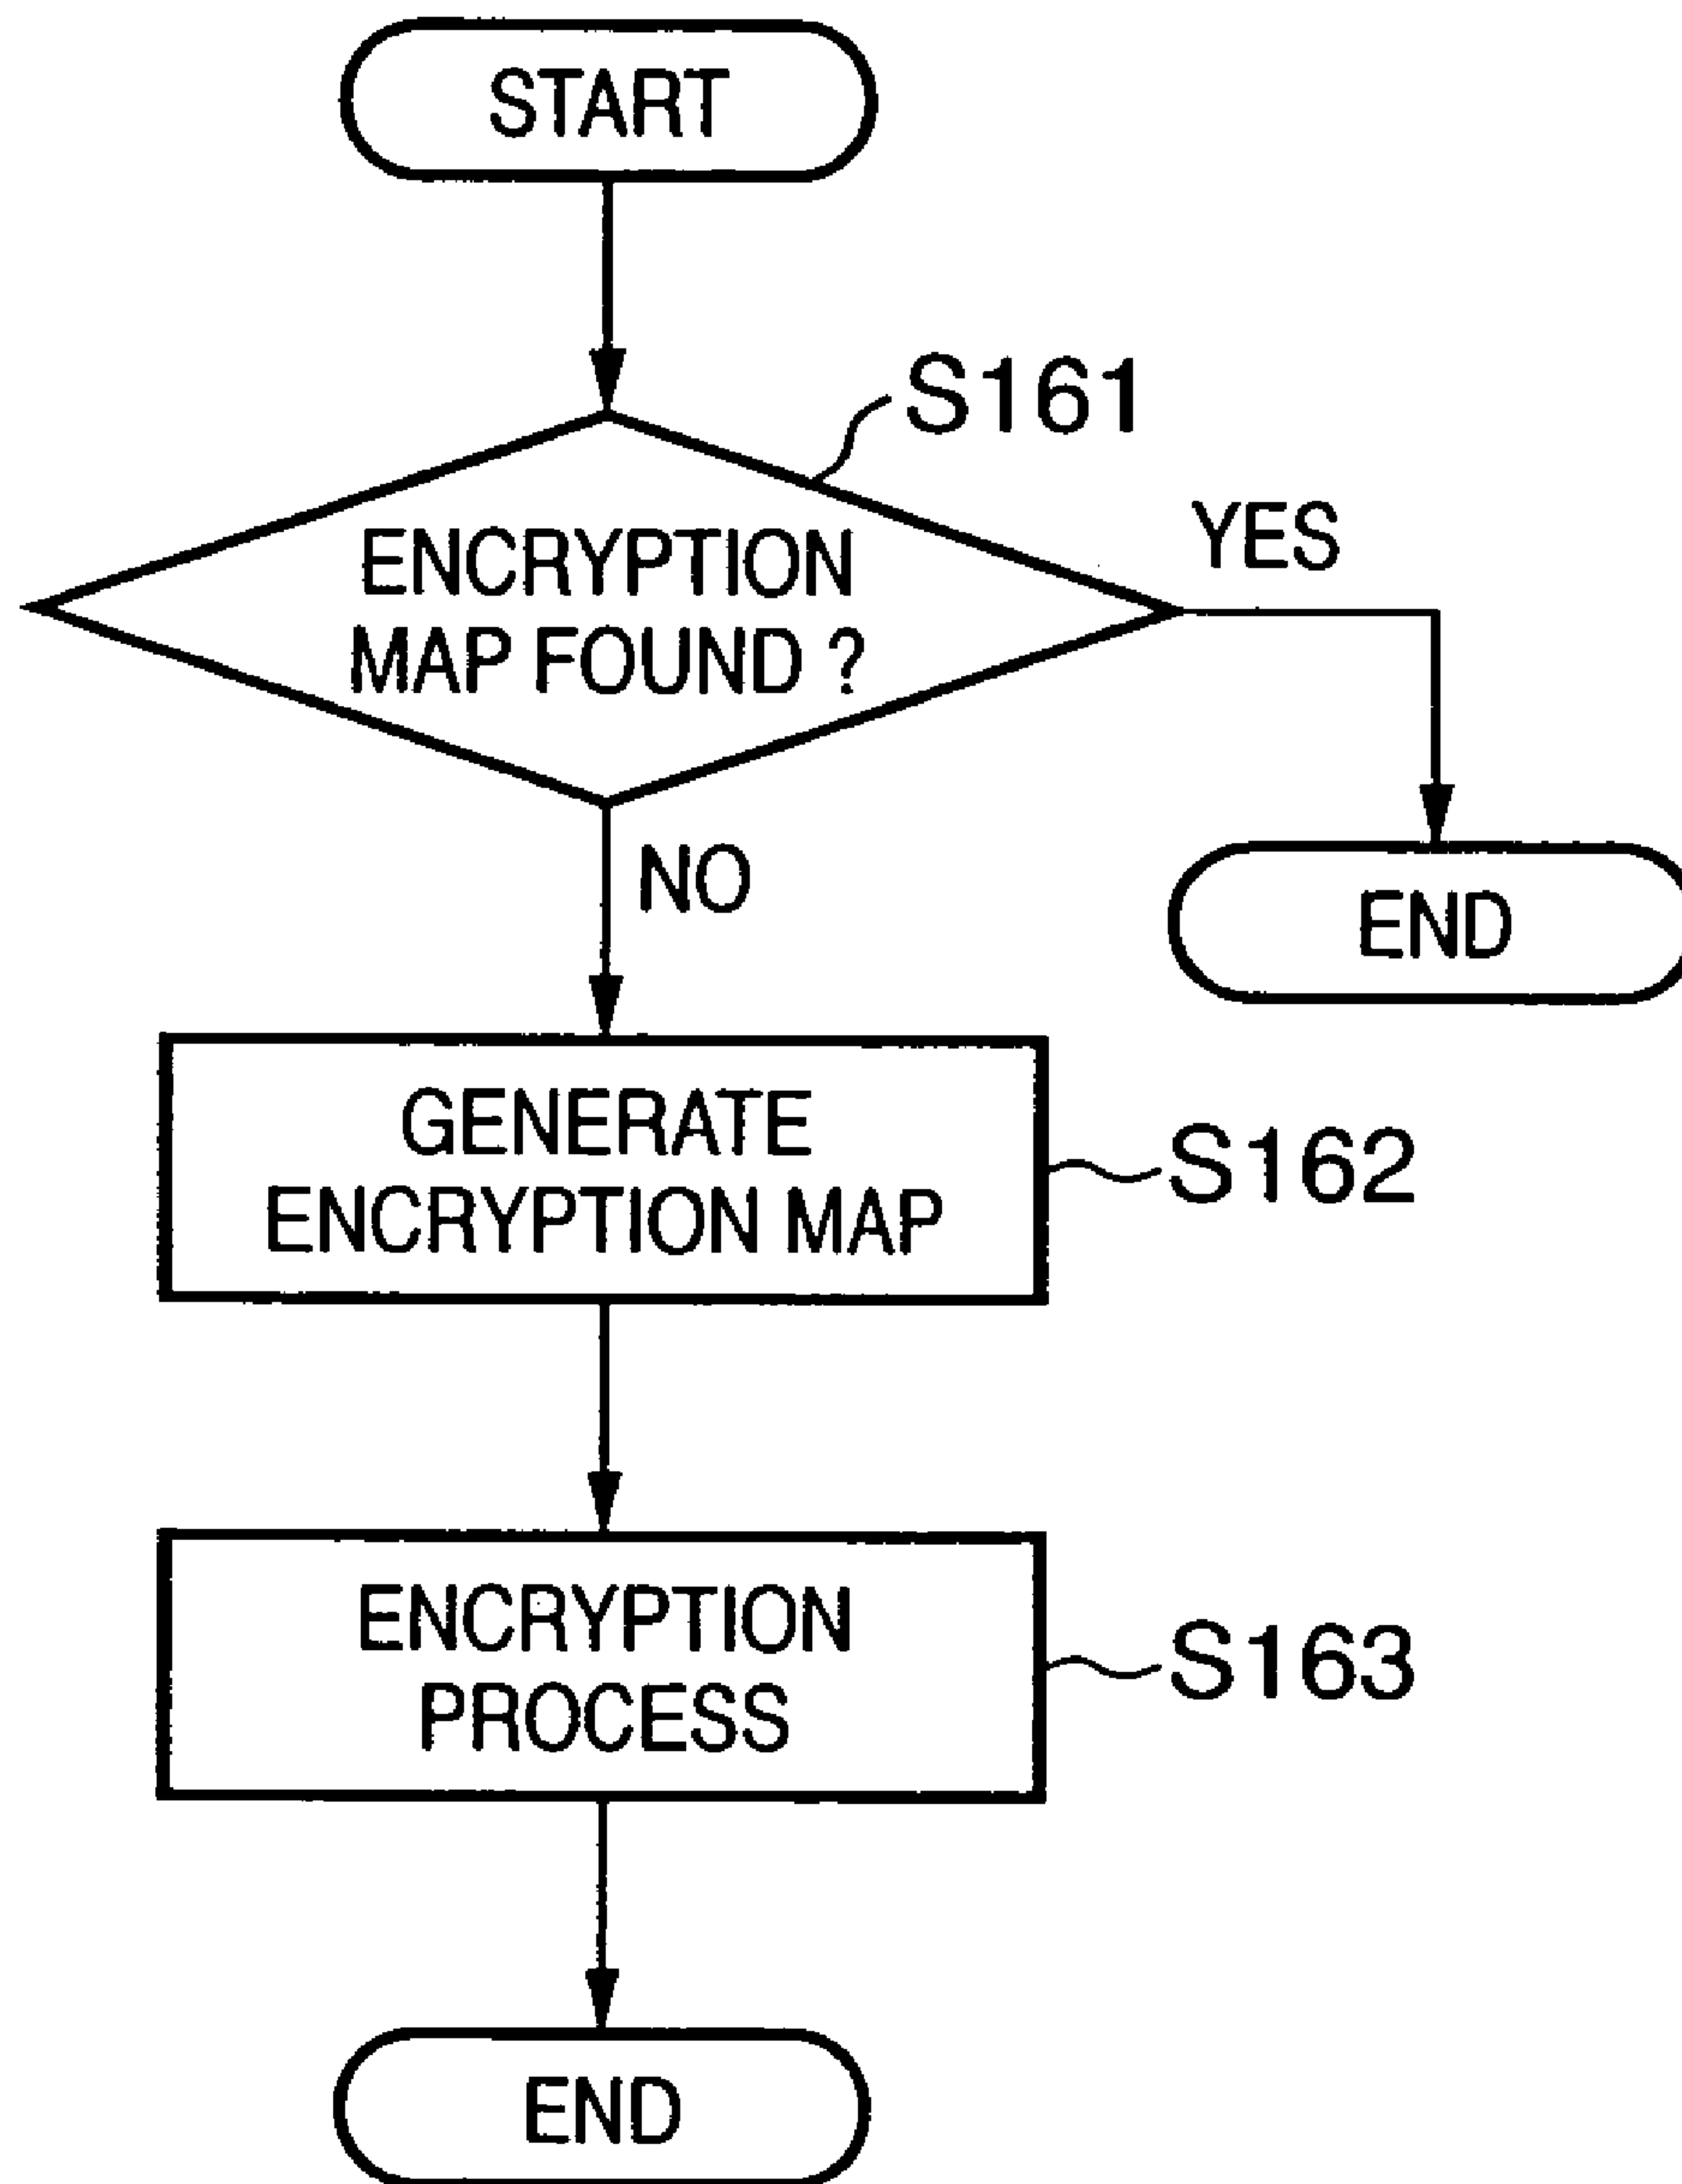 START
S161
ENCRYPTION
MAP FOUND ?
YES
NO
END
GENERATE
ENCRYPTION MAP
S162
ENCRYPTION
PROCESS
S163
END